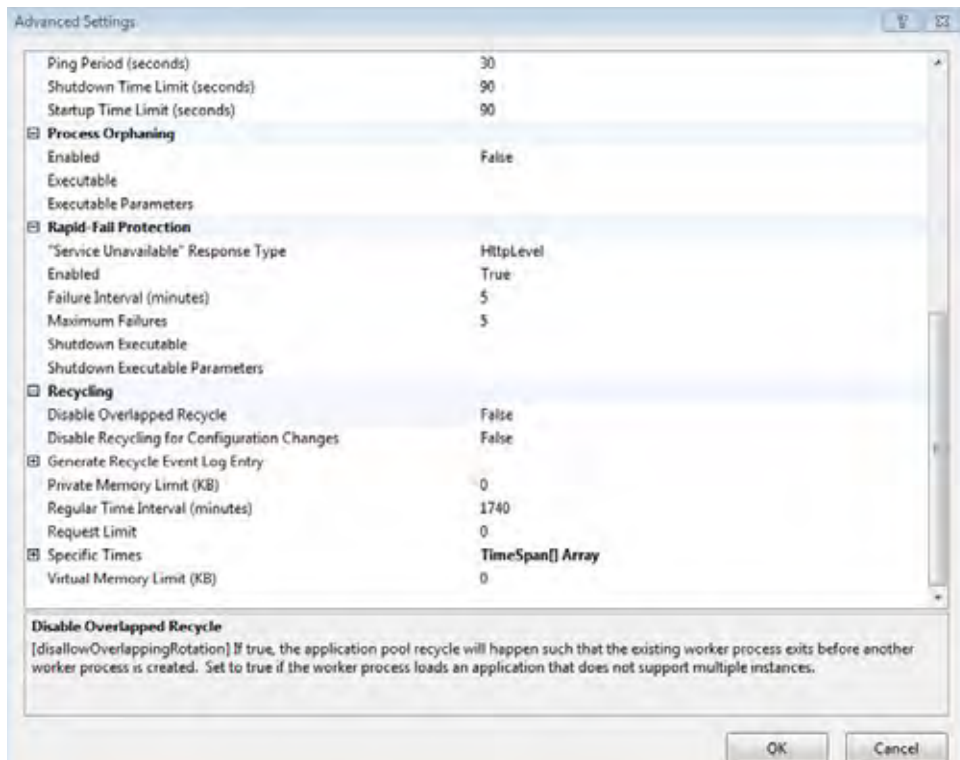 Advanced Settings
Ping Period (seconds) 30
Shutdown Time Limit (seconds) 90
Startup Time Limit (seconds) 90
Process Orphaning
Enabled False
Executable
Executable Parameters
Rapid-Fail Protection
"Service Unavailable" Response Type HttpLevel
Enabled True
Failure Interval (minutes) 5
Maximum Failures 5
Shutdown Executable
Shutdown Executable Parameters
Recycling
Disable Overlapped Recycle False
Disable Recycling for Configuration Changes False
Generate Recycle Event Log Entry
Private Memory Limit (KB) 0
Regular Time Interval (minutes) 1740
Request Limit 0
Specific Times TimeSpan[] Array
Virtual Memory Limit (KB) 0
Disable Overlapped Recycle
[disallowOverlappingRotation] If true, the application pool recycle will happen such that the existing worker process exits before another
worker process is created. Set to true if the worker process loads an application that does not support multiple instances.
OK Cancel